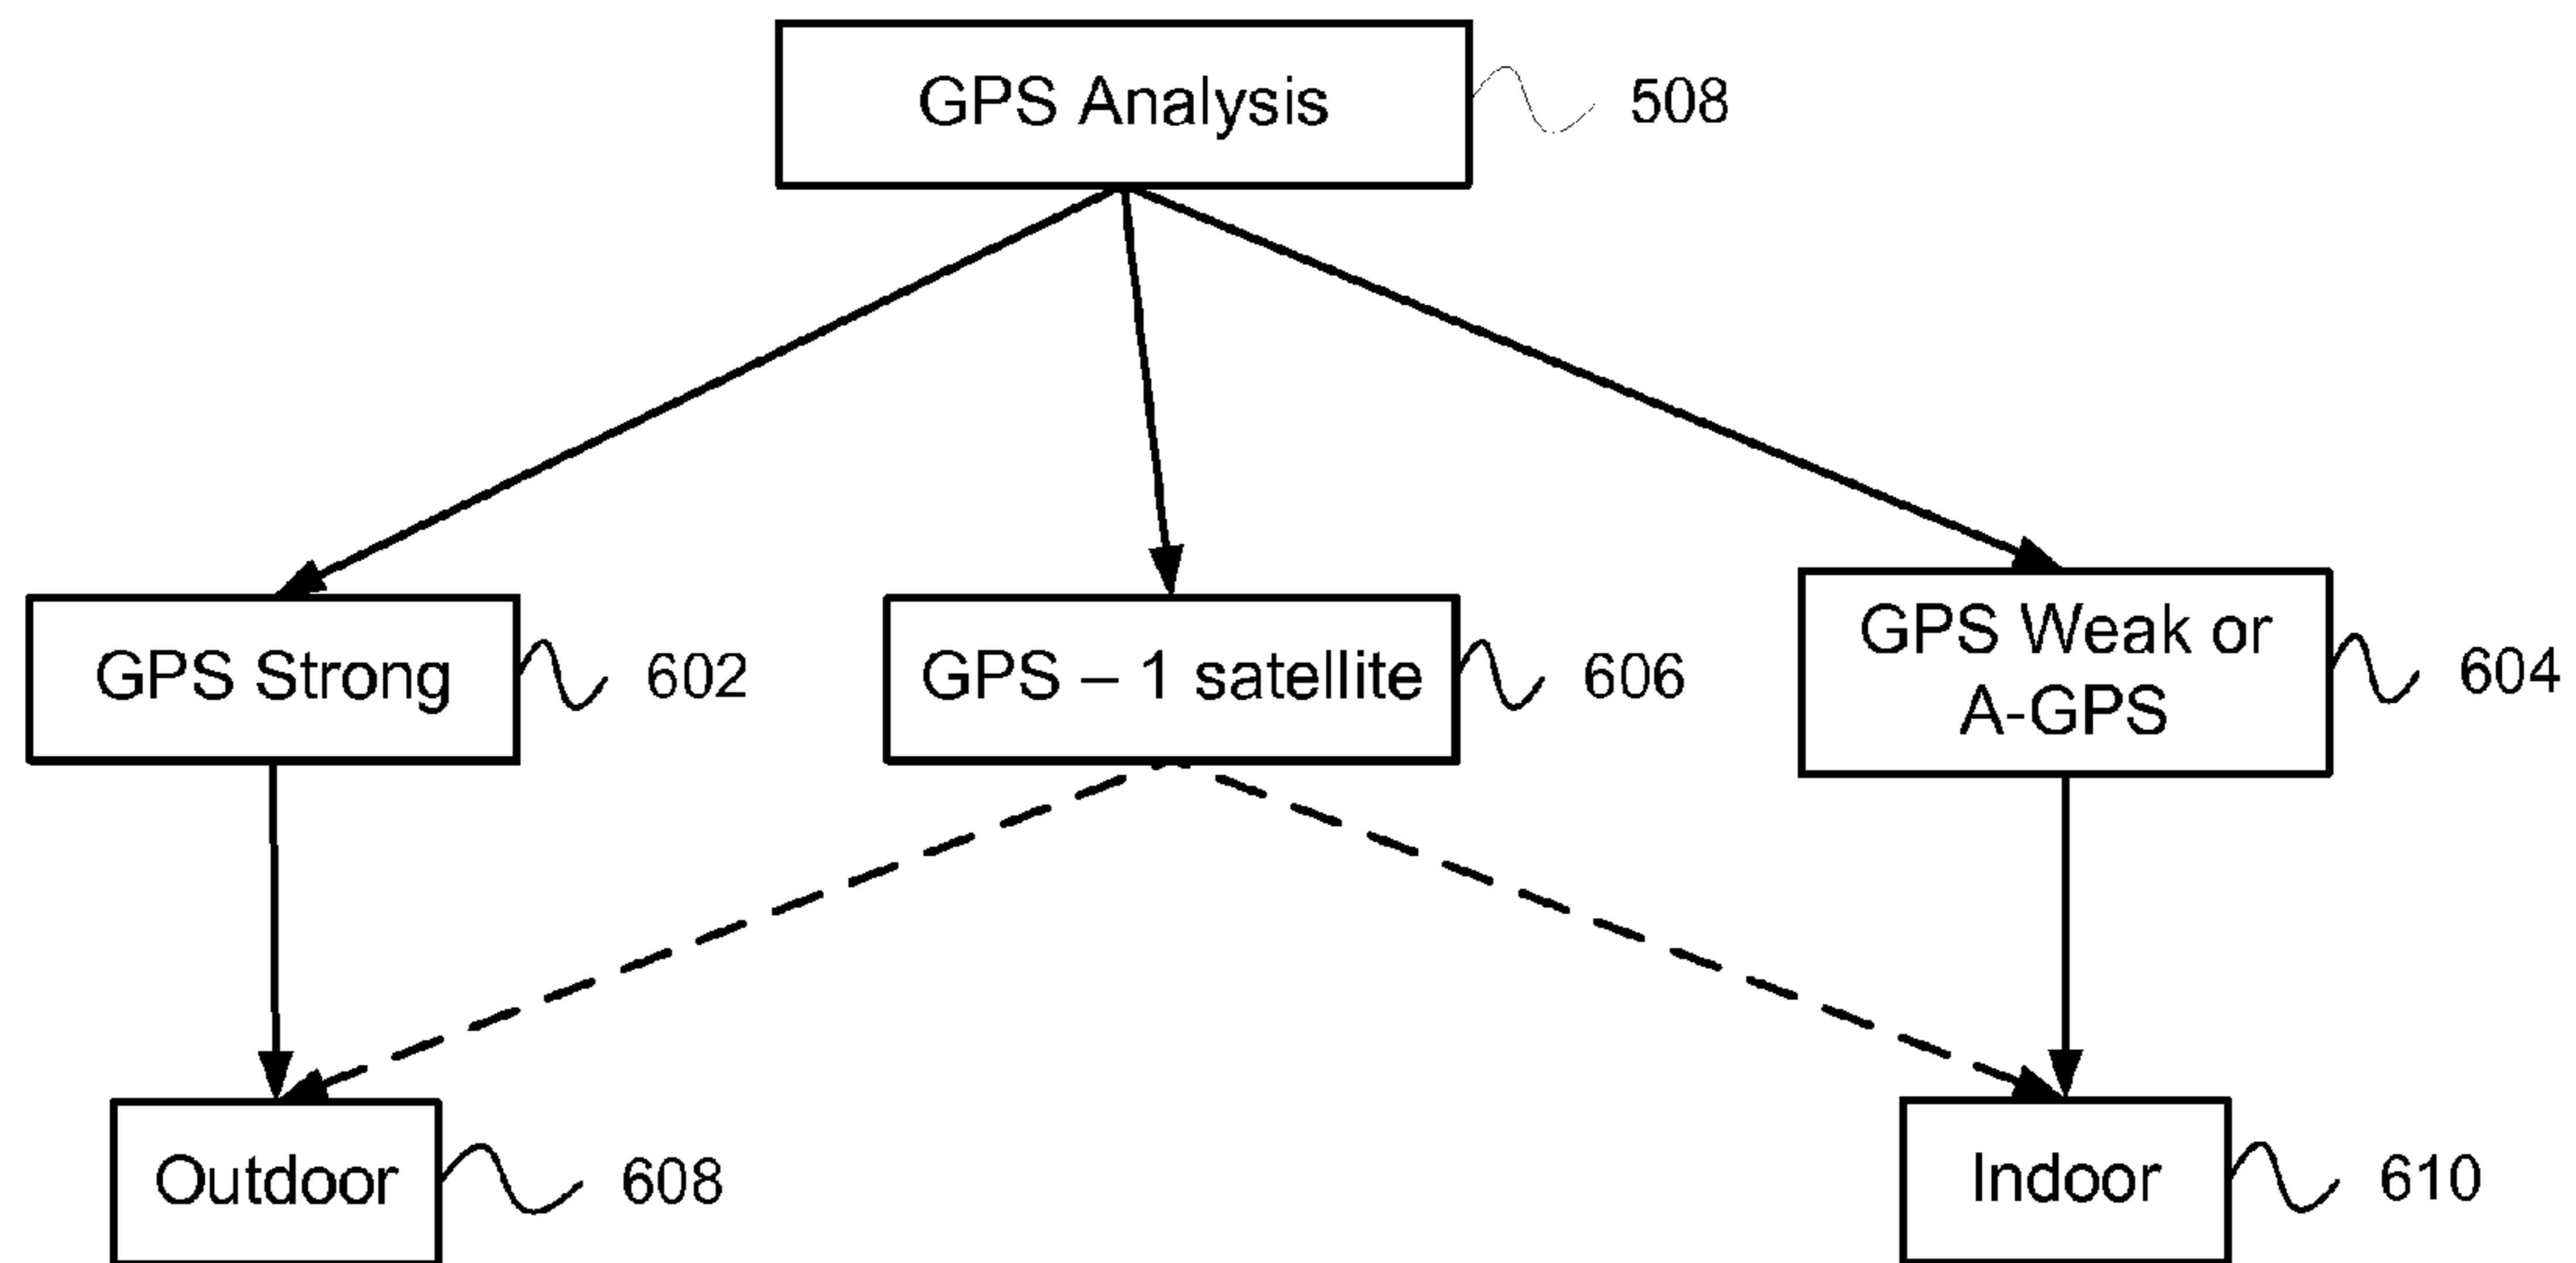 GPS Analysis
508
GPS Strong
602
GPS – 1 satellite
606
GPS Weak or
A-GPS
604
Outdoor
608
Indoor
610